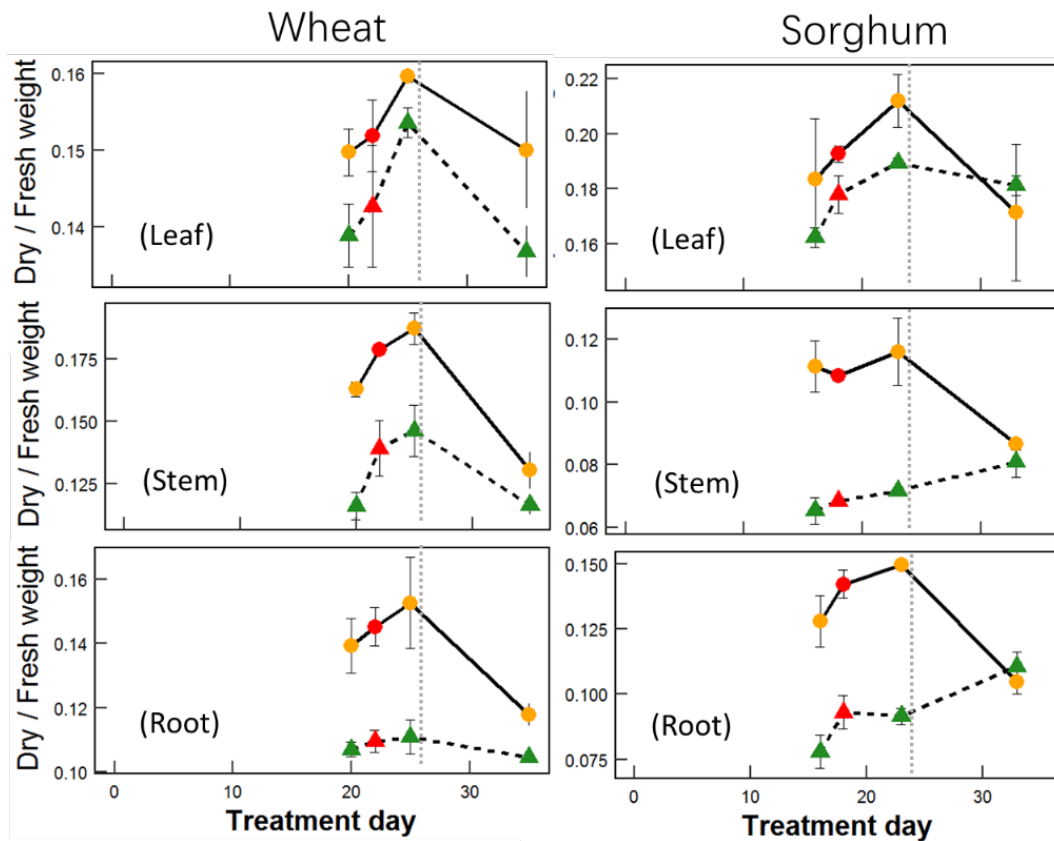 Wheat
Sorghum
Dry / Fresh weight
0.16
0.15
0.14
(Leaf)
0.22
0.20
0.18
0.16
(Leaf)
Dry / Fresh weight
0.175
0.150
0.125
(Stem)
0.12
0.10
0.08
0.06
(Stem)
Dry / Fresh weight
0.16
0.14
0.12
0.10
(Root)
0
20
30
Treatment day
0.150
0.125
0.100
0.075
(Root)
0
20
30
Treatment day